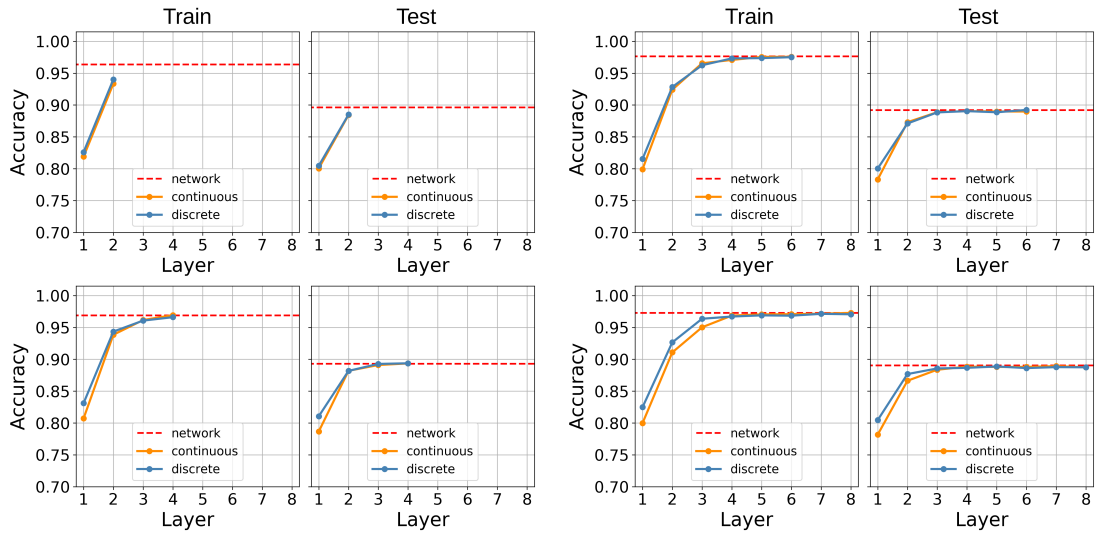 Train
Test
Train
Test
Accuracy
1.00
0.95
0.90
0.85
0.80
0.75
0.70
network
continuous
discrete
1 2 3 4 5 6 7 8
Layer
network
continuous
discrete
1 2 3 4 5 6 7 8
Layer
Accuracy
1.00
0.95
0.90
0.85
0.80
0.75
0.70
network
continuous
discrete
1 2 3 4 5 6 7 8
Layer
network
continuous
discrete
1 2 3 4 5 6 7 8
Layer
Accuracy
1.00
0.95
0.90
0.85
0.80
0.75
0.70
network
continuous
discrete
1 2 3 4 5 6 7 8
Layer
network
continuous
discrete
1 2 3 4 5 6 7 8
Layer
Accuracy
1.00
0.95
0.90
0.85
0.80
0.75
0.70
network
continuous
discrete
1 2 3 4 5 6 7 8
Layer
network
continuous
discrete
1 2 3 4 5 6 7 8
Layer